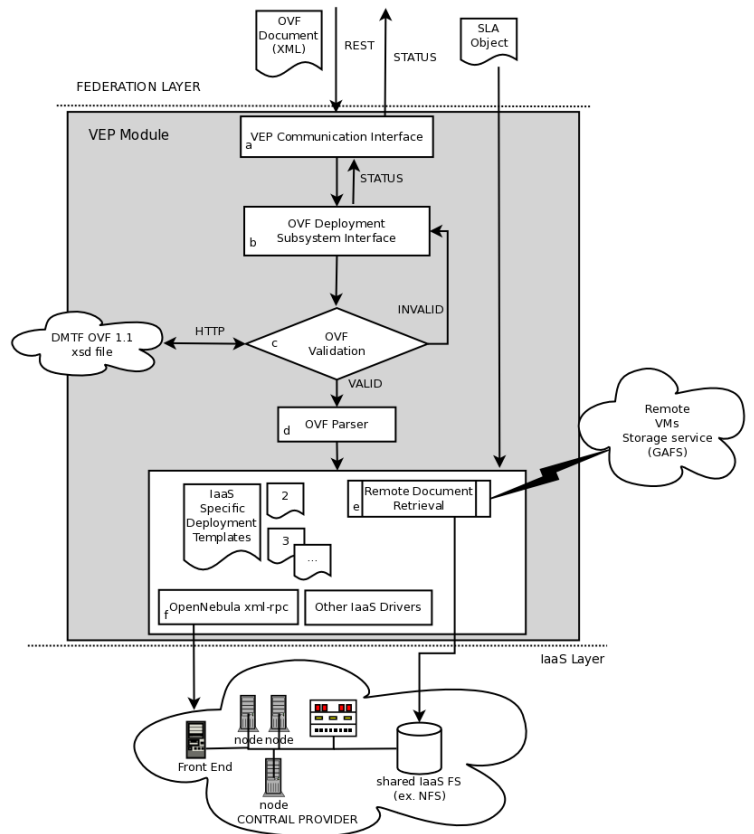 OVF
Document
(XML)
REST
STATUS
SLA
Object
FEDERATION LAYER
VEP Module
VEP Communication Interface
a
STATUS
OVF Deployment
Subsystem Interface
b
INVALID
HTTP
DMTF OVF 1.1
xsd file
c
OVF
Validation
VALID
OVF Parser
d
Remote
VMs
Storage service
(GAFS)
IaaS
Specific
Deployment
Templates
2
3
...
Remote Document
Retrieval
e
OpenNebula xml-rpc
f
Other IaaS Drivers
IaaS Layer
node
node
Front End
node
shared IaaS FS
(ex. NFS)
CONTRAIL PROVIDER